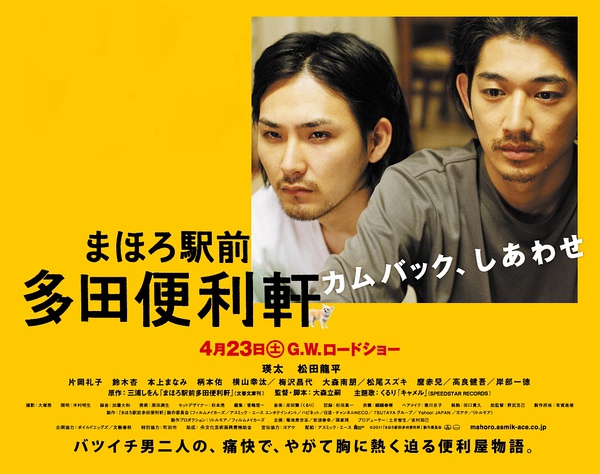 まほろ駅前
多田便利軒
カムバック、しあわせ
4月23日(土)G.W.ロードショー
瑛太　松田龍平
片岡礼子　鈴木杏　本上まなみ　柄本佑　横山幸汰／梅沢昌代　大森南朋／松尾スズキ　麿赤兒／高良健吾／岸部一徳
原作：三浦しをん「まほろ駅前多田便利軒」(文春文庫刊)　監督・脚本：大森立嗣　主題歌：くるり「キャメル」(SPEEDSTAR RECORDS)
mahoro.asmik-ace.co.jp
バツイチ男二人の、痛快で、やがて胸に熱く迫る便利屋物語。